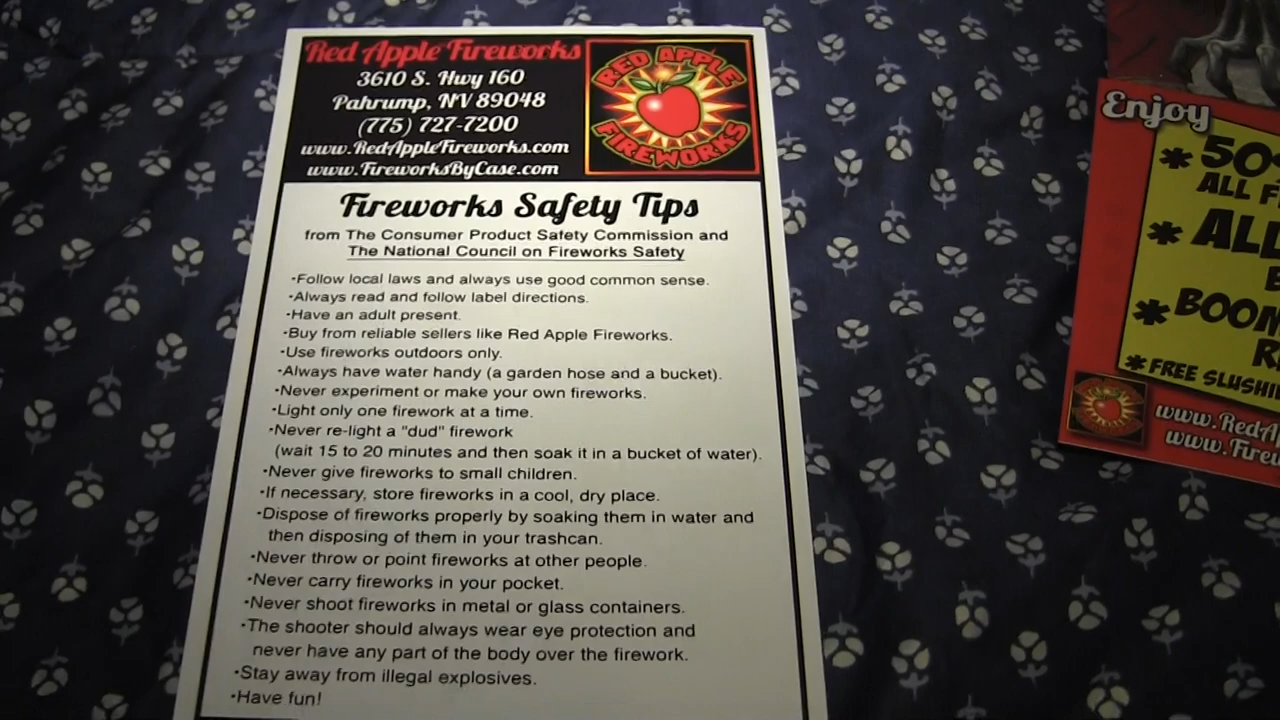 Red Apple Fireworks
3610 S. Hwy 160
Pahrump, NV 89048
(775) 727-7200
www.RedAppleFireworks.com
www.FireworksByCase.com
RED APPLE
FIREWORKS
Fireworks Safety Tips
from The Consumer Product Safety Commission and
The National Council on Fireworks Safety
•Follow local laws and always use good common sense.
•Always read and follow label directions.
•Have an adult present.
•Buy from reliable sellers like Red Apple Fireworks.
•Use fireworks outdoors only.
•Always have water handy (a garden hose and a bucket).
•Never experiment or make your own fireworks.
•Light only one firework at a time.
•Never re-light a "dud" firework
(wait 15 to 20 minutes and then soak it in a bucket of water).
•Never give fireworks to small children.
•If necessary, store fireworks in a cool, dry place.
•Dispose of fireworks properly by soaking them in water and
then disposing of them in your trashcan.
•Never throw or point fireworks at other people.
•Never carry fireworks in your pocket.
•Never shoot fireworks in metal or glass containers.
•The shooter should always wear eye protection and
never have any part of the body over the firework.
•Stay away from illegal explosives.
•Have fun!
Enjoy
* 50
ALL F
* ALL
* BOOM
R
* FREE SLUSHI
www.RedA
www.Firew